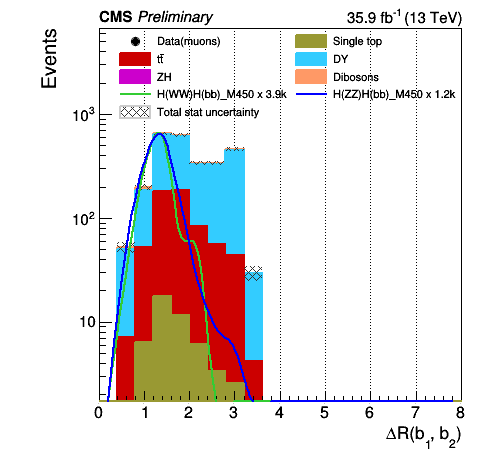 CMS Preliminary 35.9 fb⁻¹ (13 TeV)
Events
Data(muons) Single top
tt̄ DY
ZH Dibosons
H(WW)H(bb)_M450 x 3.9k H(ZZ)H(bb)_M450 x 1.2k
Total stat uncertainty
10³
10²
10
0 1 2 3 4 5 6 7 8
ΔR(b₁, b₂)